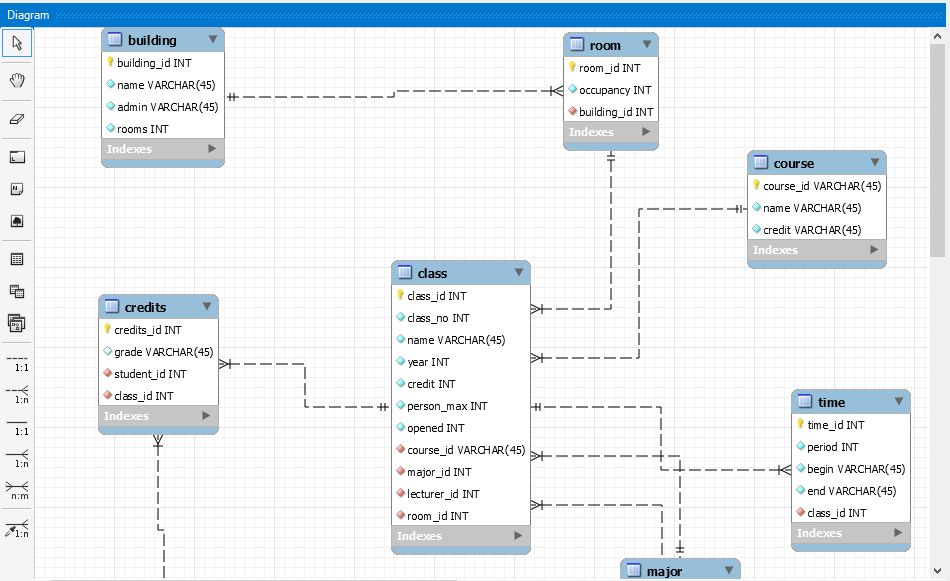 Diagram
building
building_id INT
name VARCHAR(45)
admin VARCHAR(45)
rooms INT
Indexes
room
room_id INT
occupancy INT
building_id INT
Indexes
course
course_id VARCHAR(45)
name VARCHAR(45)
credit VARCHAR(45)
Indexes
class
class_id INT
class_no INT
name VARCHAR(45)
year INT
credit INT
person_max INT
opened INT
course_id VARCHAR(45)
major_id INT
lecturer_id INT
room_id INT
Indexes
credits
credits_id INT
grade VARCHAR(45)
student_id INT
class_id INT
Indexes
time
time_id INT
period INT
begin VARCHAR(45)
end VARCHAR(45)
class_id INT
Indexes
major
1:1
1:n
1:1
1:n
n:m
1:n